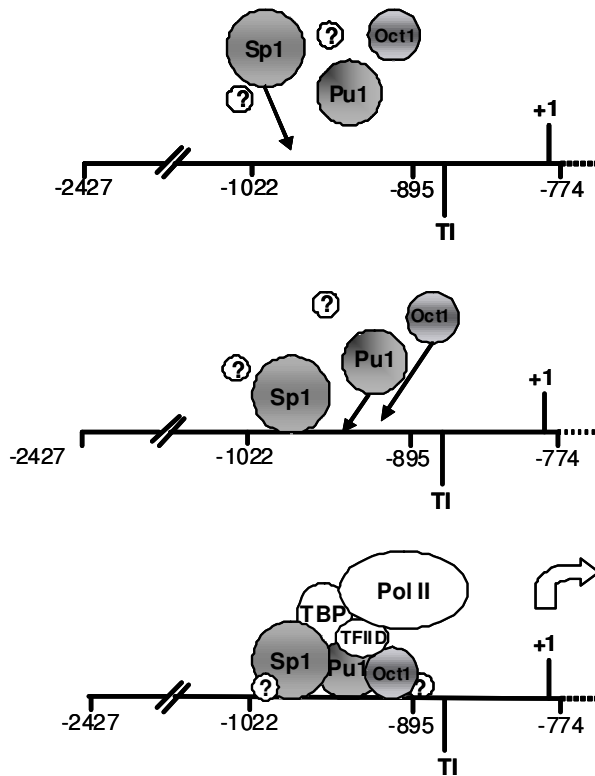 Sp1 ? Oct1
? Pu1
+1
-2427 -1022 -895 -774
TI
? Oct1
Pu1
? Sp1
+1
-2427 -1022 -895 -774
TI
Pol II
TBP
TFIID
Sp1 Pu1 Oct1
? ?
+1
-2427 -1022 -895 -774
TI